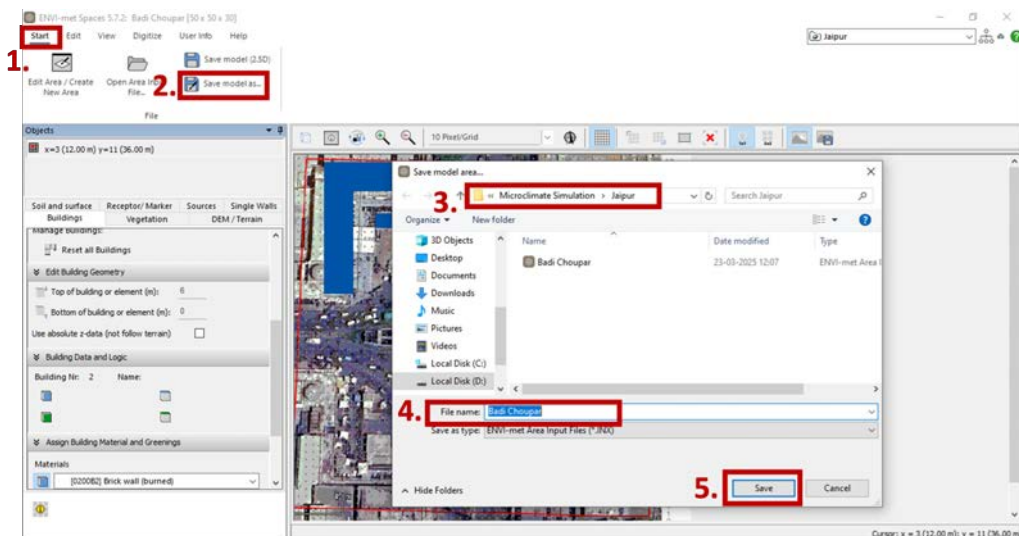 ENVI-met Spaces 5.7.2: Badi Choupar [50 x 50 x 30]
Start Edit View Digitize User Info Help
Jaipur
1.
Save model (2.5D)
Edit Area / Create
New Area
Open Area Input
File...
2.
Save model as...
File
Objects
x=3 (12.00 m) y=11 (36.00 m)
10 Pixel/Grid
Soil and surface Receptor/ Marker Sources Single Walls
Buildings Vegetation DEM / Terrain
Manage Buildings:
Reset all Buildings
Edit Building Geometry
Top of building or element (m): 6
Bottom of building or element (m): 0
Use absolute z-data (not follow terrain)
Building Data and Logic
Building Nr: 2 Name:
Assign Building Material and Greenings
Materials
[0200B2] Brick wall (burned)
Save model area...
3.
« Microclimate Simulation › Jaipur
Search Jaipur
Organize New folder
3D Objects
Desktop
Documents
Downloads
Music
Pictures
Videos
Local Disk (C:)
Local Disk (D:)
Name Date modified Type
Badi Choupar 23-03-2025 12:07 ENVI-met Area I
4.
File name: Badi Choupar
Save as type: ENVI-met Area Input Files (*.INX)
Hide Folders
5.
Save
Cancel
Cursor: x = 3 (12.00 m); y = 11 (36.00 m